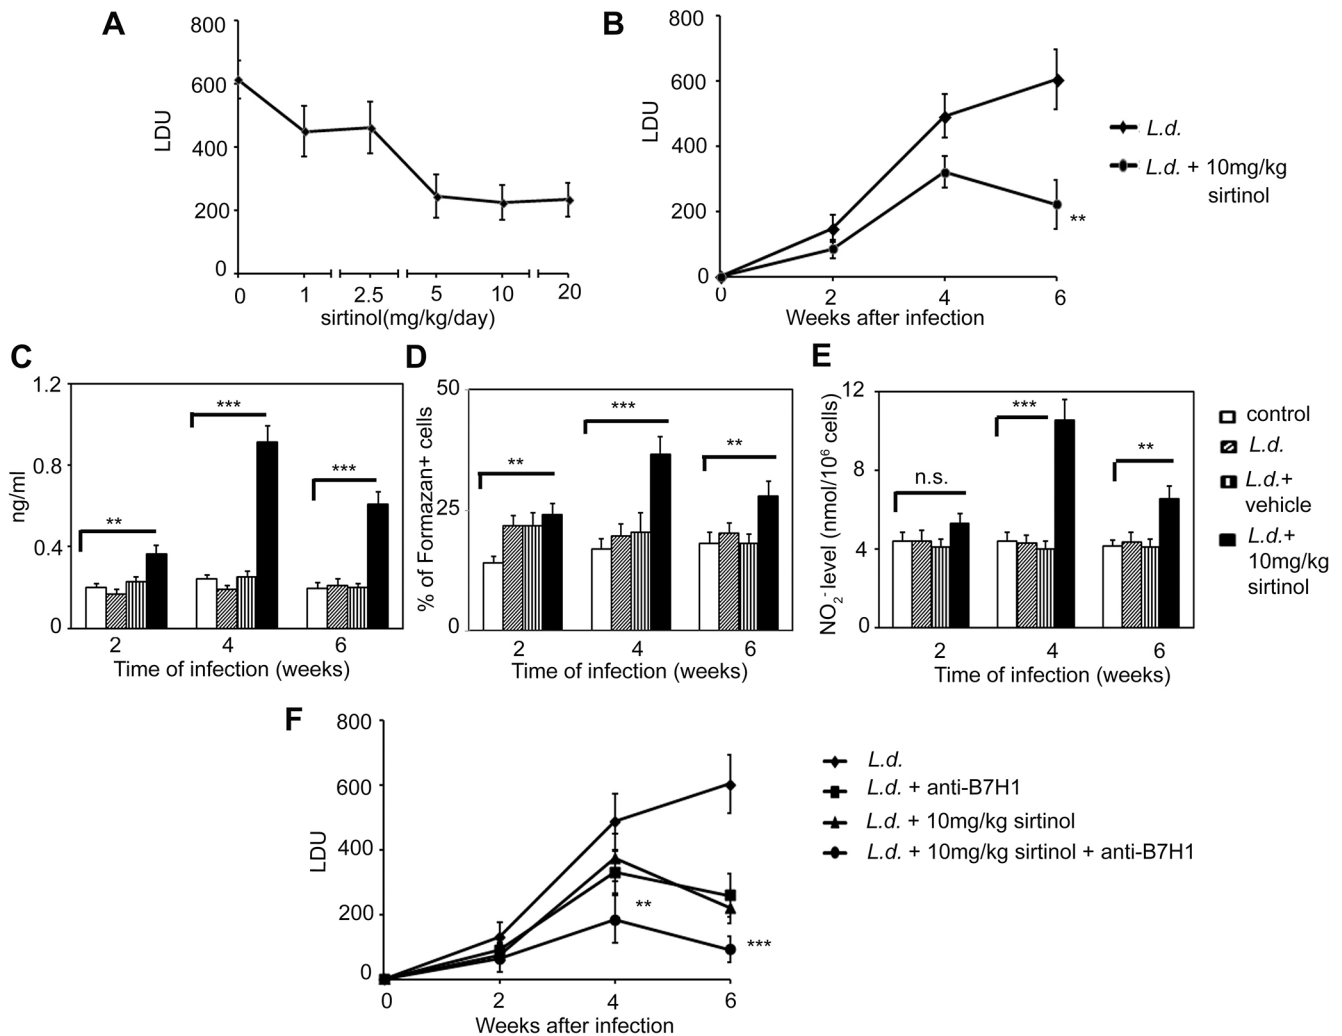 A
800
600
400
200
0
LDU
0 1 2.5 5 10 20
sirtinol(mg/kg/day)
B
800
600
400
200
0
LDU
0 2 4 6
Weeks after infection
**
L.d.
L.d. + 10mg/kg
sirtinol
C
1.2
0.8
0.4
0
ng/ml
**
***
***
2 4 6
Time of infection (weeks)
D
50
25
0
% of Formazan+ cells
**
***
**
2 4 6
Time of infection (weeks)
E
12
8
4
0
NO2- level (nmol/10⁶ cells)
n.s.
***
**
2 4 6
Time of infection (weeks)
control
L.d.
L.d.+
vehicle
L.d.+
10mg/kg
sirtinol
F
800
600
400
200
0
LDU
**
***
0 2 4 6
Weeks after infection
L.d.
L.d. + anti-B7H1
L.d. + 10mg/kg sirtinol
L.d. + 10mg/kg sirtinol + anti-B7H1